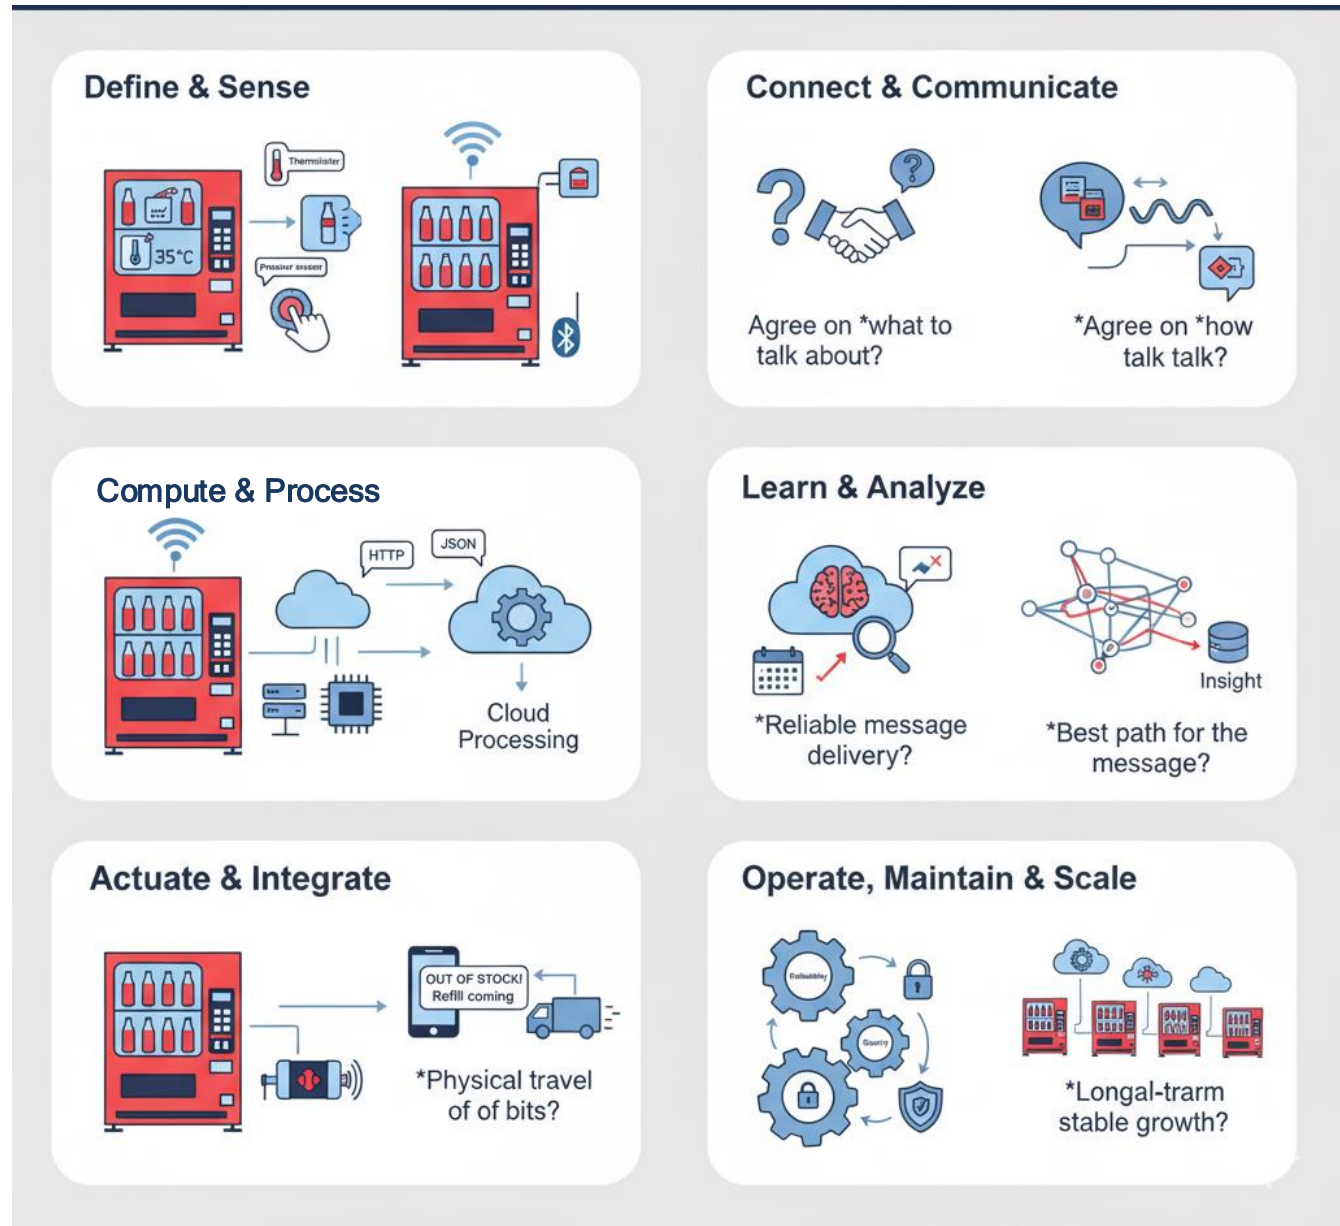 Define & Sense
Thermiister
35°C
Connect & Communicate
Agree on *what to
talk about?
*Agree on *how
talk talk?
Compute & Process
HTTP
JSON
Cloud
Processing
Learn & Analyze
*Reliable message
delivery?
Insight
*Best path for the
message?
Actuate & Integrate
OUT OF STOCK!
Refill coming
*Physical travel
of of bits?
Operate, Maintain & Scale
*Longal-trarm
stable growth?